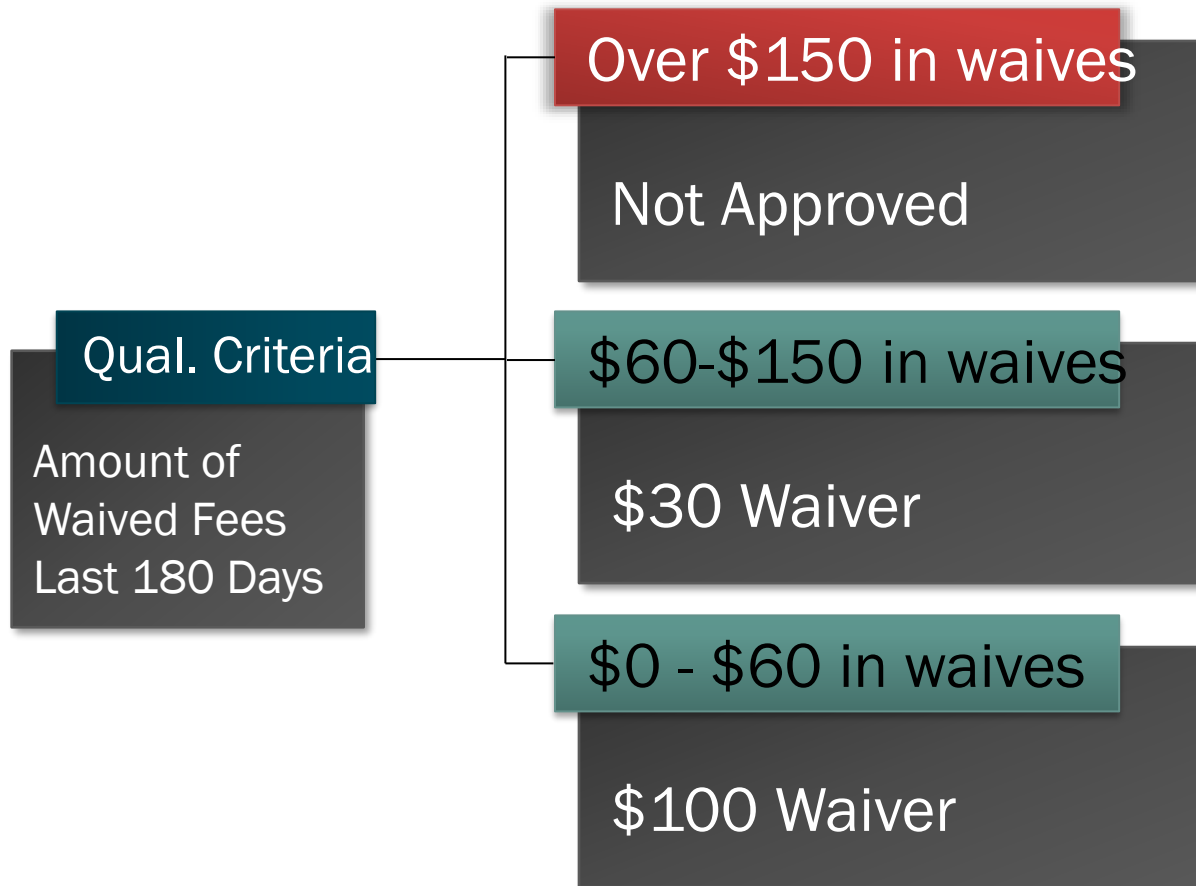 Qual. Criteria
Amount of
Waived Fees
Last 180 Days
Over $150 in waives
Not Approved
$60-$150 in waives
$30 Waiver
$0 - $60 in waives
$100 Waiver